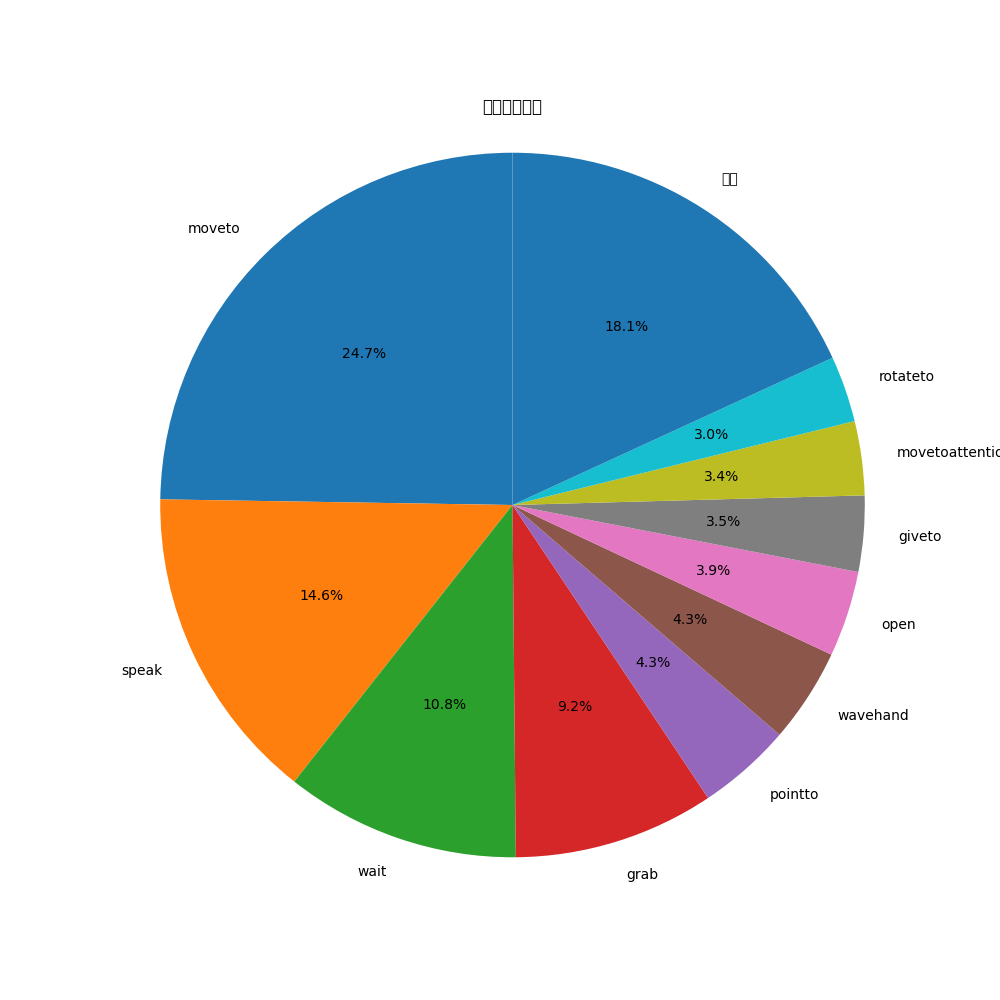 moveto
18.1%
24.7%
rotateto
3.0%
movetoattentic
3.4%
3.5%
giveto
3.9%
open
14.6%
4.3%
speak
4.3%
wavehand
10.8%
9.2%
pointto
wait
grab